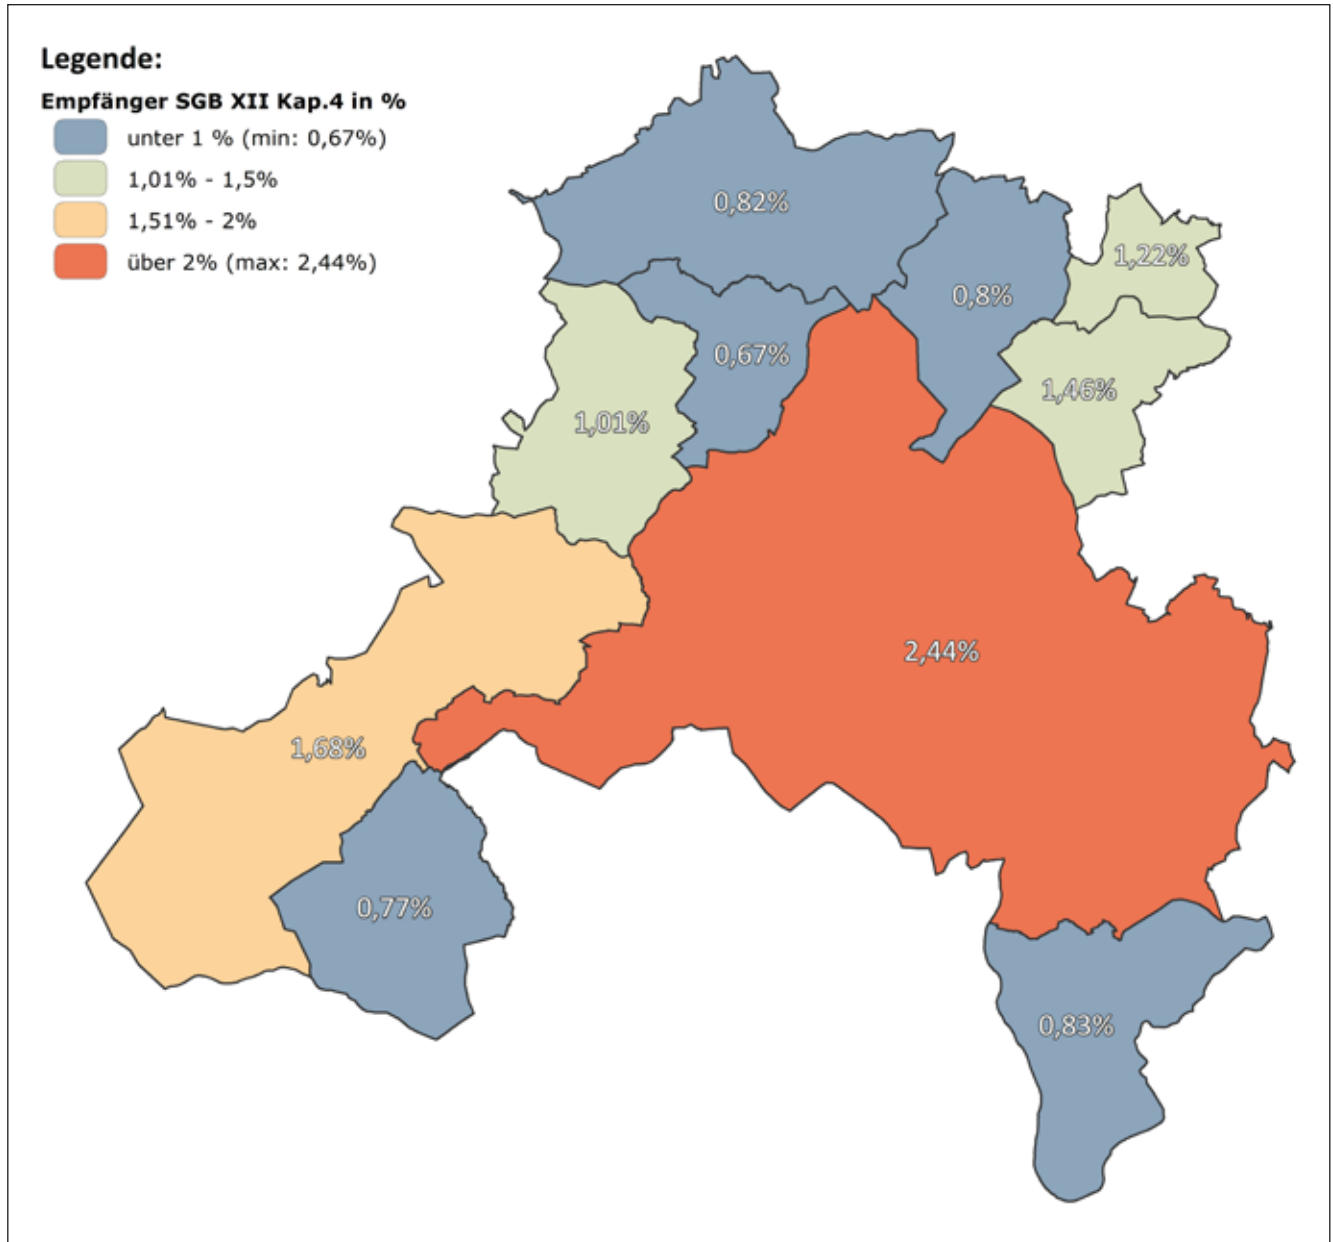 Legende:
Empfänger SGB XII Kap.4 in %
unter 1 % (min: 0,67%)
1,01% - 1,5%
1,51% - 2%
über 2% (max: 2,44%)
0,82%
1,22%
0,8%
0,67%
1,46%
1,01%
2,44%
1,68%
0,77%
0,83%